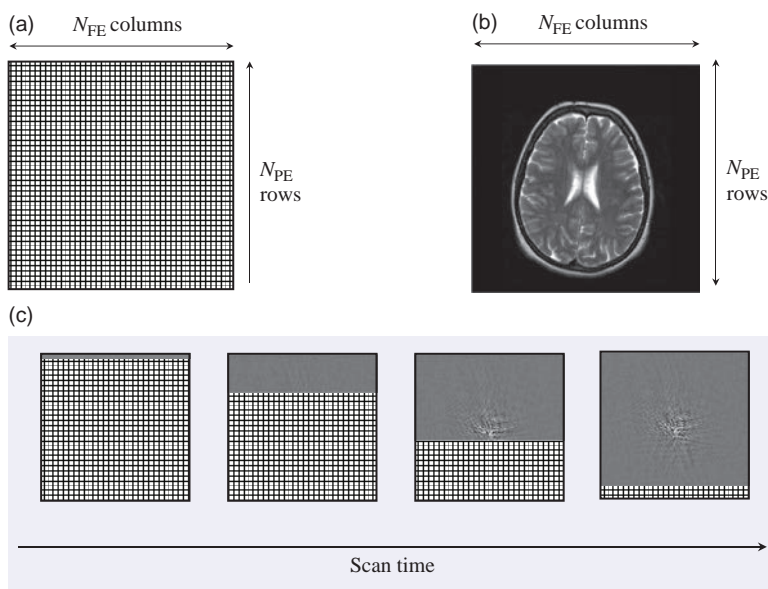 (a)
N_FE columns
N_PE
rows
(b)
N_FE columns
N_PE
rows
(c)
Scan time